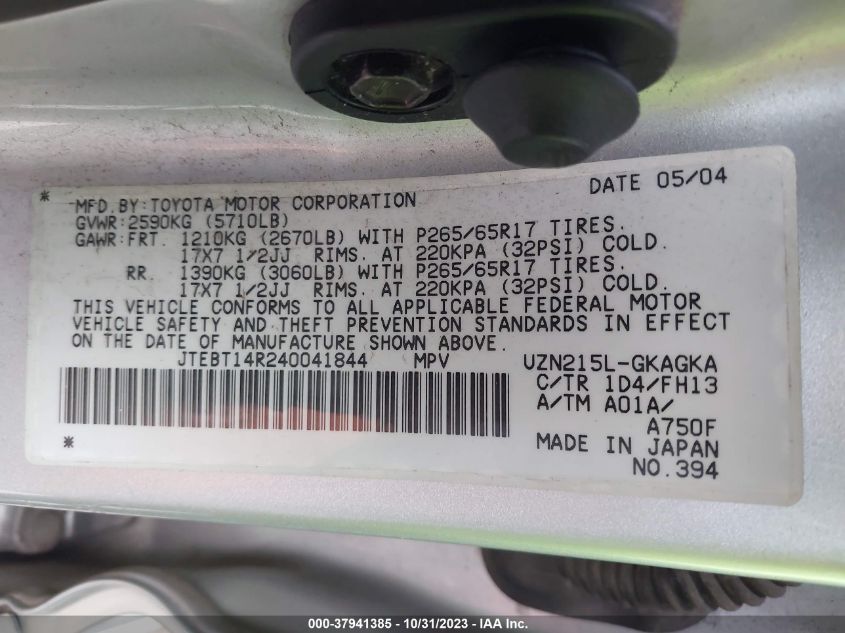 * MFD.BY:TOYOTA MOTOR CORPORATION DATE 05/04
GVWR:2590KG (5710LB)
GAWR:FRT. 1210KG (2670LB) WITH P265/65R17 TIRES.
17X7 1/2JJ RIMS. AT 220KPA (32PSI) COLD.
RR. 1390KG (3060LB) WITH P265/65R17 TIRES.
17X7 1/2JJ RIMS. AT 220KPA (32PSI) COLD.
THIS VEHICLE CONFORMS TO ALL APPLICABLE FEDERAL MOTOR
VEHICLE SAFETY AND THEFT PREVENTION STANDARDS IN EFFECT
ON THE DATE OF MANUFACTURE SHOWN ABOVE.
JTEBT14R240041844 MPV UZN215L-GKAGKA
C/TR 1D4/FH13
A/TM A01A/
A750F
* MADE IN JAPAN
NO.394
000-37941385 - 10/31/2023 - IAA Inc.